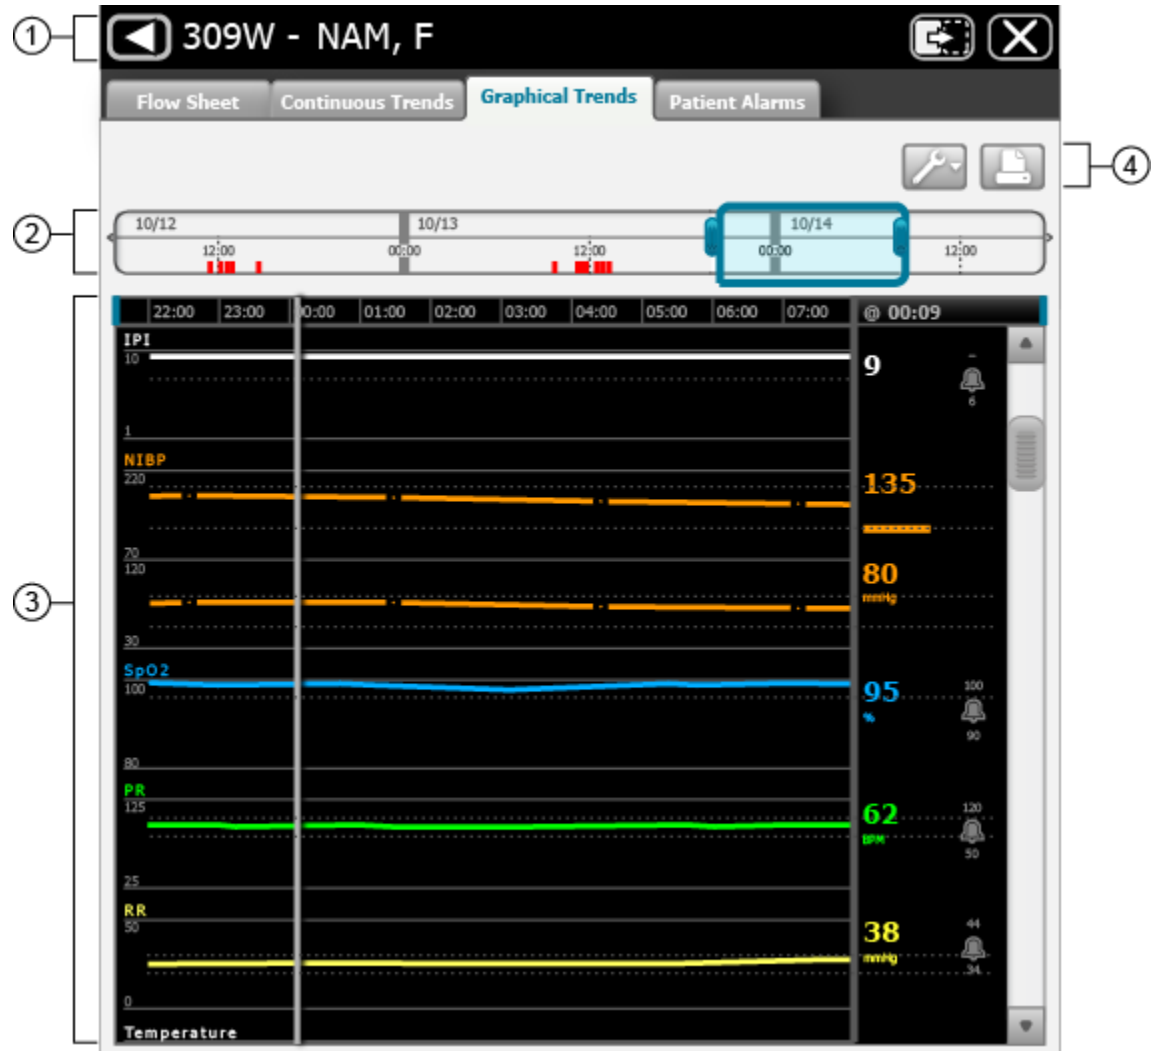 1
309W - NAM, F
Flow Sheet Continuous Trends Graphical Trends Patient Alarms
4
2
10/12 10/13 10/14
12:00 00:00 12:00 00:00 12:00
22:00 23:00 00:00 01:00 02:00 03:00 04:00 05:00 06:00 07:00 @ 00:09
IPI
10
9
-
6
1
NIBP
220
135
70
120
80
mmHg
3
30
SpO2
100
95
%
100
90
80
PR
125
62
BPM
120
50
25
RR
50
38
mmHg
44
34
0
Temperature